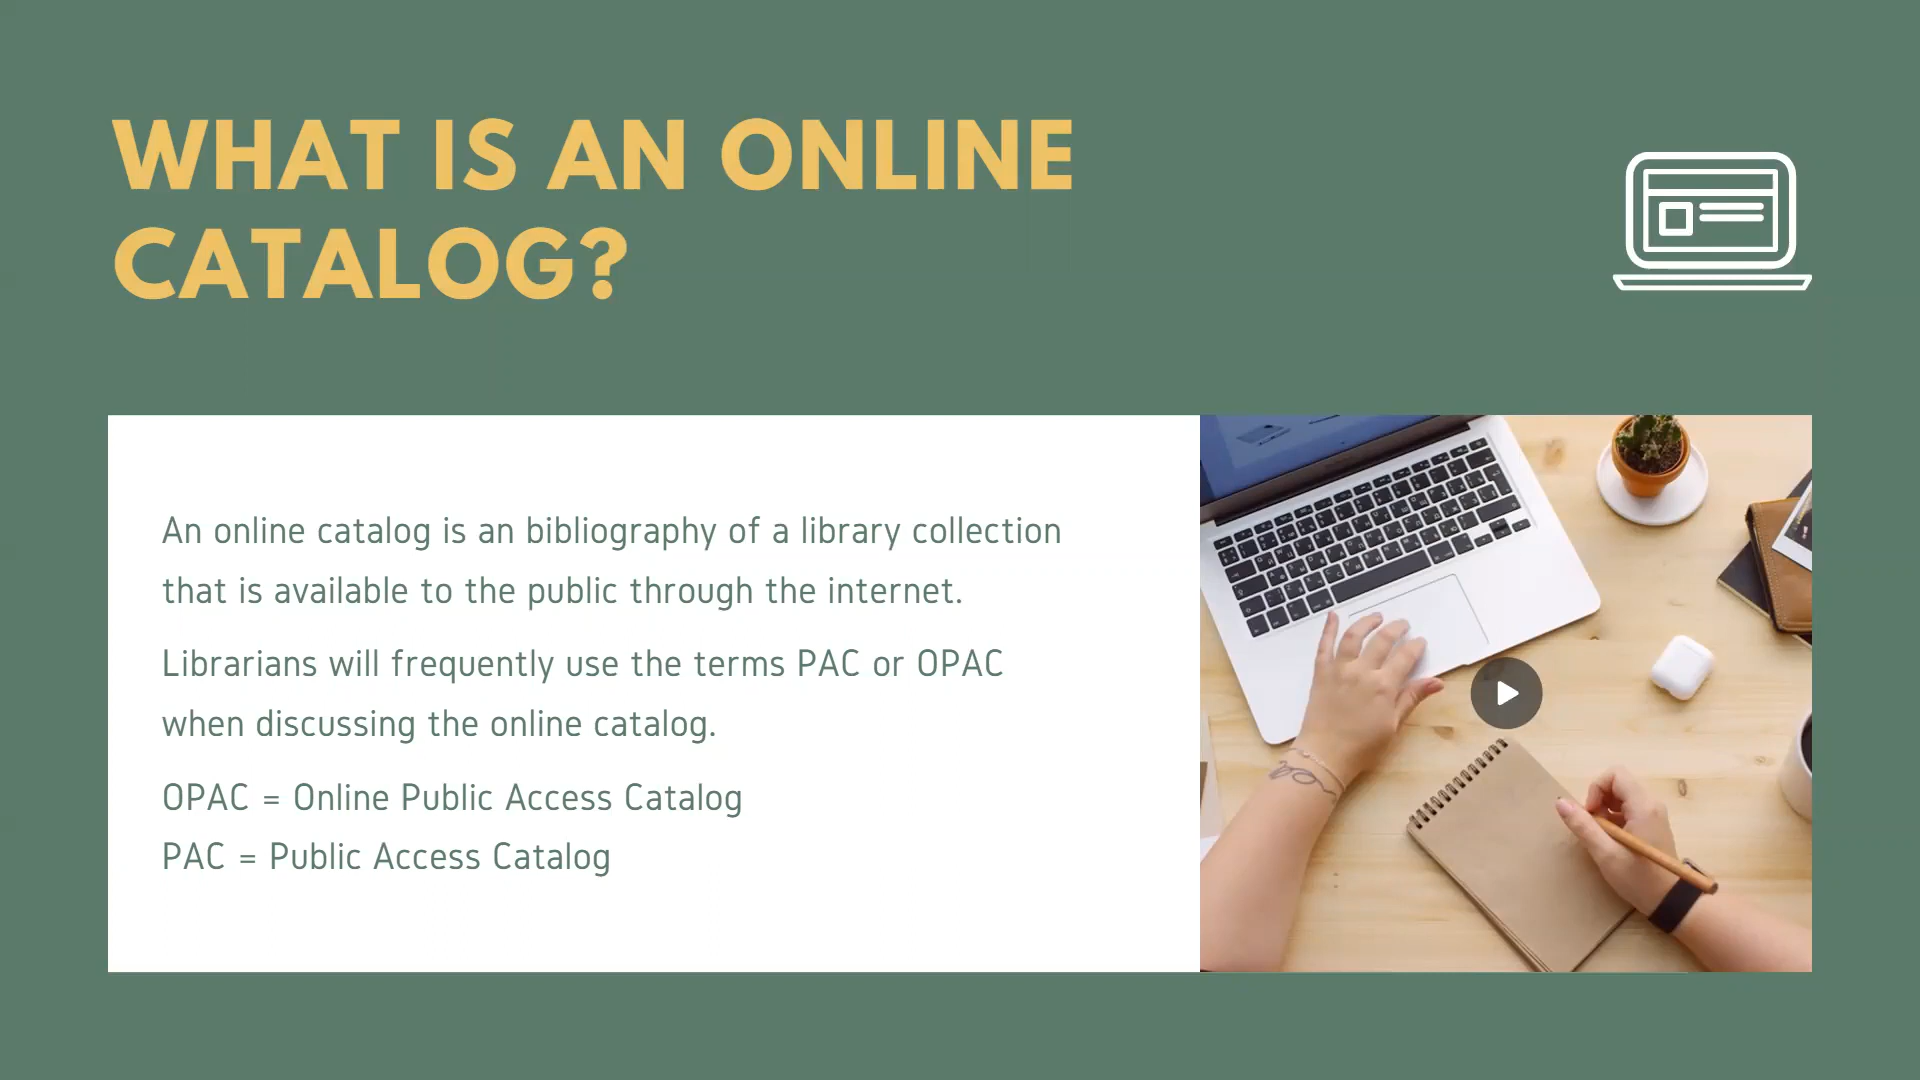 WHAT IS AN ONLINE
CATALOG?
An online catalog is an bibliography of a library collection
that is available to the public through the internet.
Librarians will frequently use the terms PAC or OPAC
when discussing the online catalog.
OPAC = Online Public Access Catalog
PAC = Public Access Catalog